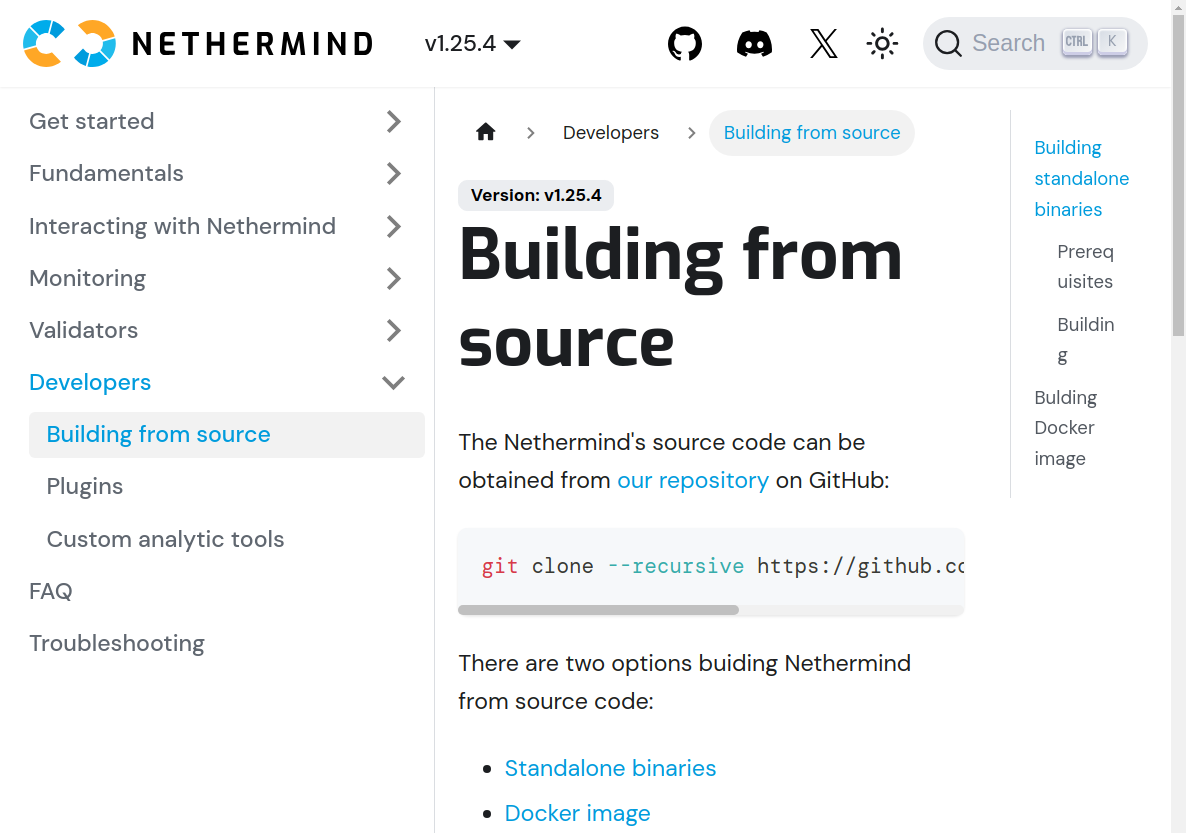 NETHERMIND
v1.25.4
Search CTRL K
Get started
Fundamentals
Interacting with Nethermind
Monitoring
Validators
Developers
Building from source
Plugins
Custom analytic tools
FAQ
Troubleshooting
Developers
Building from source
Version: v1.25.4
Building from
source
The Nethermind's source code can be
obtained from our repository on GitHub:
git clone --recursive https://github.co
There are two options buiding Nethermind
from source code:
Standalone binaries
Docker image
Building
standalone
binaries
Prereq
uisites
Buildin
g
Bulding
Docker
image